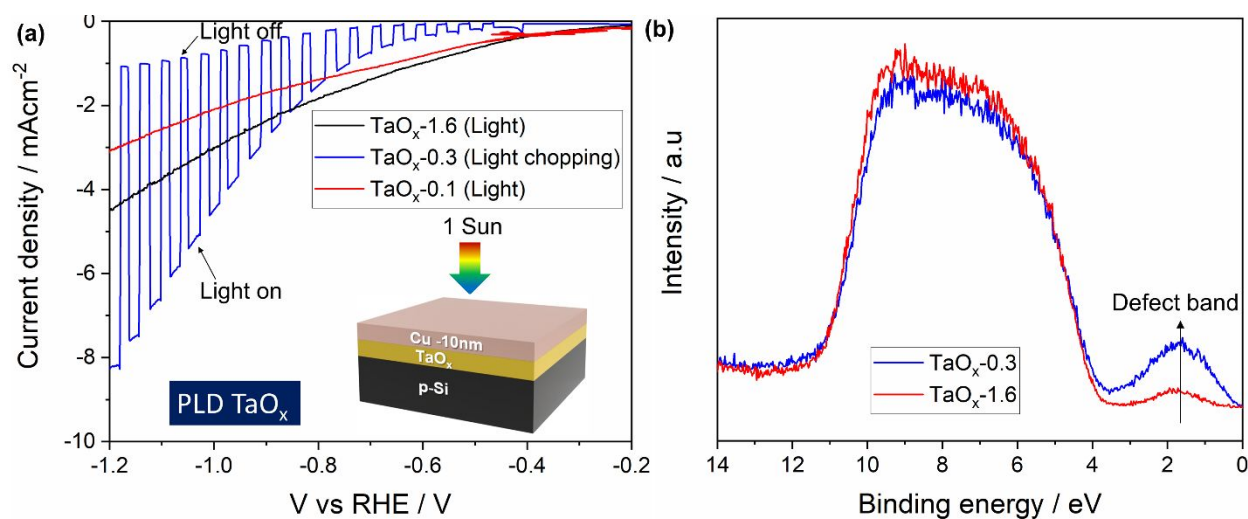 (a)
Light off
Light on
TaOₓ-1.6 (Light)
TaOₓ-0.3 (Light chopping)
TaOₓ-0.1 (Light)
1 Sun
Cu -10nm
TaOₓ
p-Si
PLD TaOₓ
Current density / mAcm⁻²
0
-2
-4
-6
-8
-10
-1.2
-1.0
-0.8
-0.6
-0.4
-0.2
V vs RHE / V
(b)
Intensity / a.u
Defect band
TaOₓ-0.3
TaOₓ-1.6
14
12
10
8
6
4
2
0
Binding energy / eV